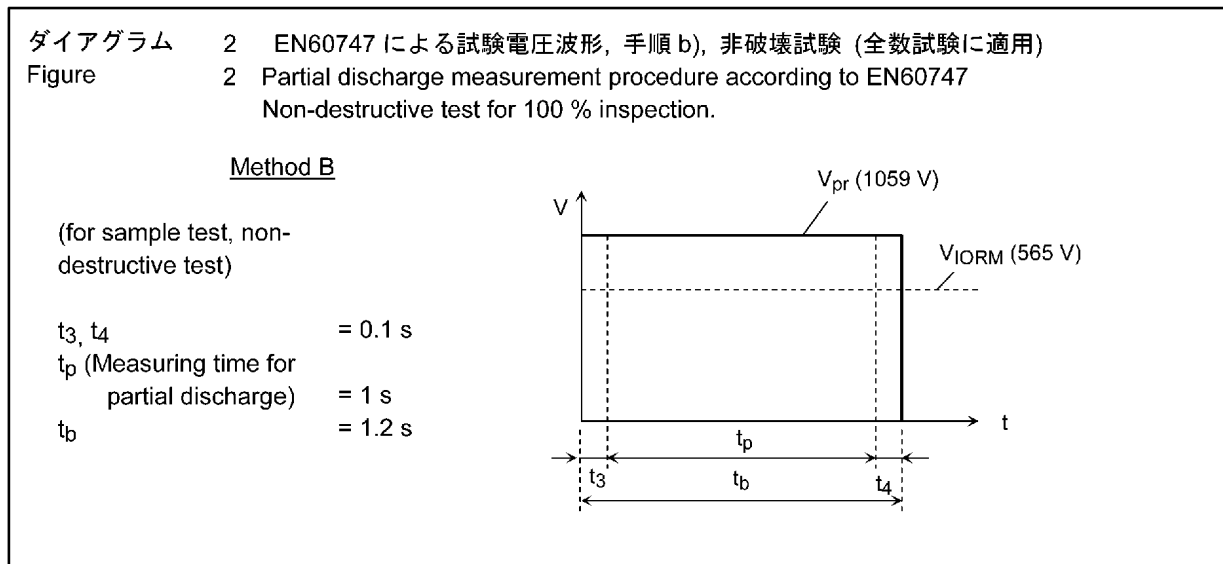 ダイアグラム 2 EN60747 による試験電圧波形, 手順 b), 非破壊試験 (全数試験に適用)
Figure 2 Partial discharge measurement procedure according to EN60747
Non-destructive test for 100 % inspection.
Method B
(for sample test, non-
destructive test)
t3, t4 = 0.1 s
tp (Measuring time for
partial discharge) = 1 s
tb = 1.2 s
Vpr (1059 V)
V
VIORM (565 V)
t
tp
t3 tb t4